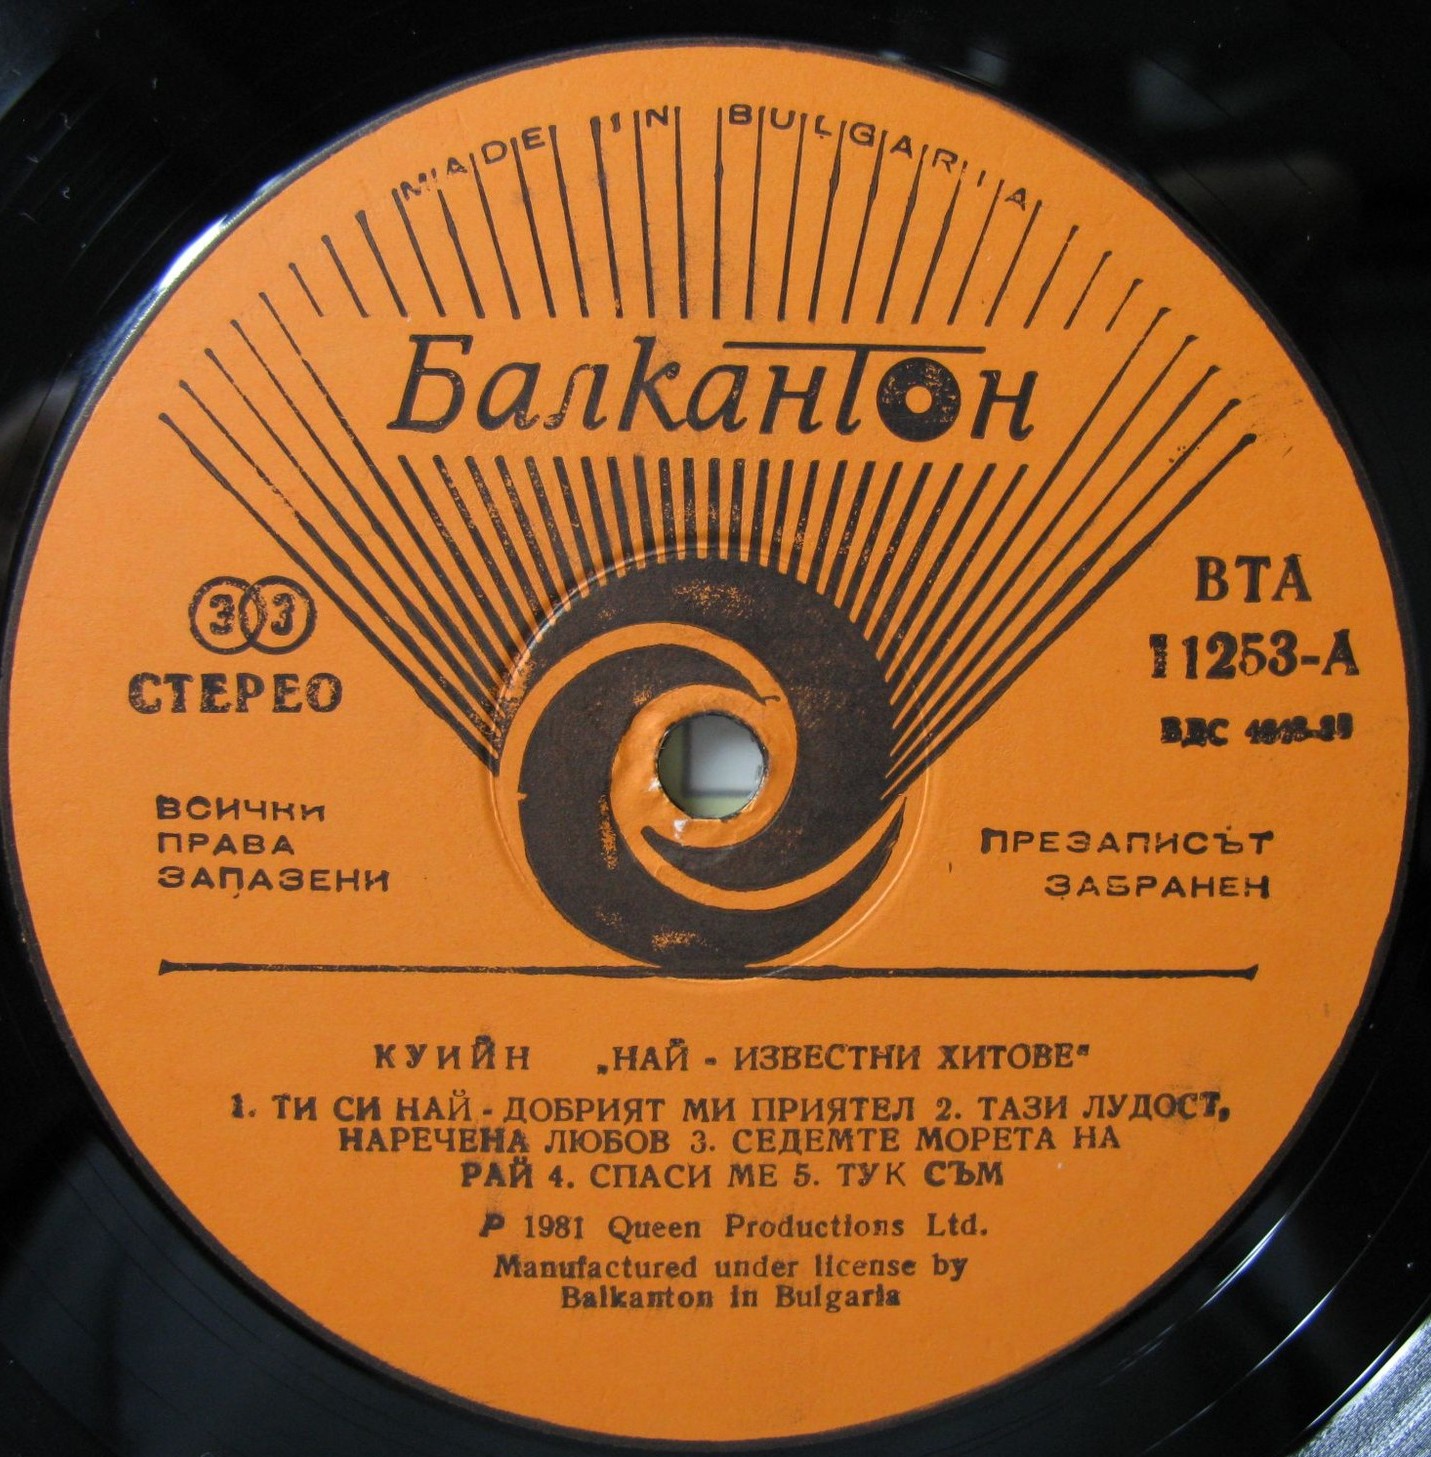 MADE IN BULGARIA
Балкантон
33
СТЕРЕО
ВТА
11253-А
БДС
ВСИЧКИ
ПРАВА
ЗАПАЗЕНИ
ПРЕЗАПИСЪТ
ЗАБРАНЕН
КУИЙН „НАЙ - ИЗВЕСТНИ ХИТОВЕ"
1. ТИ СИ НАЙ - ДОБРИЯТ МИ ПРИЯТЕЛ 2. ТАЗИ ЛУДОСТ,
НАРЕЧЕНА ЛЮБОВ 3. СЕДЕМТЕ МОРЕТА НА
РАЙ 4. СПАСИ МЕ 5. ТУК СЪМ
P 1981 Queen Productions Ltd.
Manufactured under license by
Balkanton in Bulgaria